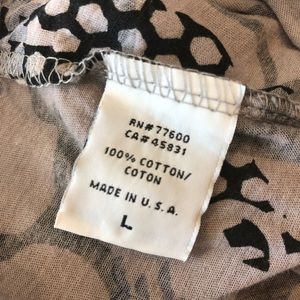 RN#77600
CA#45831
100% COTTON/
COTON
MADE IN U.S.A.
L